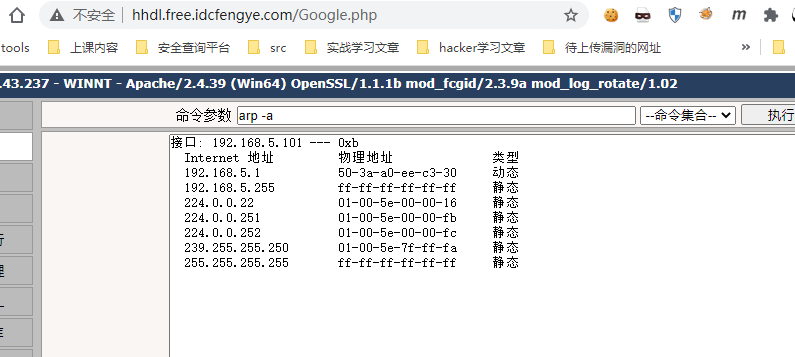 不安全 hhdl.free.idcfengye.com/Google.php
tools 上课内容 安全查询平台 src 实战学习文章 hacker学习文章 待上传漏洞的网址 »
.43.237 - WINNT - Apache/2.4.39 (Win64) OpenSSL/1.1.1b mod_fcgid/2.3.9a mod_log_rotate/1.02
命令参数 arp -a --命令集合-- 执行
接口: 192.168.5.101 --- 0xb
Internet 地址 物理地址 类型
192.168.5.1 50-3a-a0-ee-c3-30 动态
192.168.5.255 ff-ff-ff-ff-ff-ff 静态
224.0.0.22 01-00-5e-00-00-16 静态
224.0.0.251 01-00-5e-00-00-fb 静态
224.0.0.252 01-00-5e-00-00-fc 静态
239.255.255.250 01-00-5e-7f-ff-fa 静态
255.255.255.255 ff-ff-ff-ff-ff-ff 静态